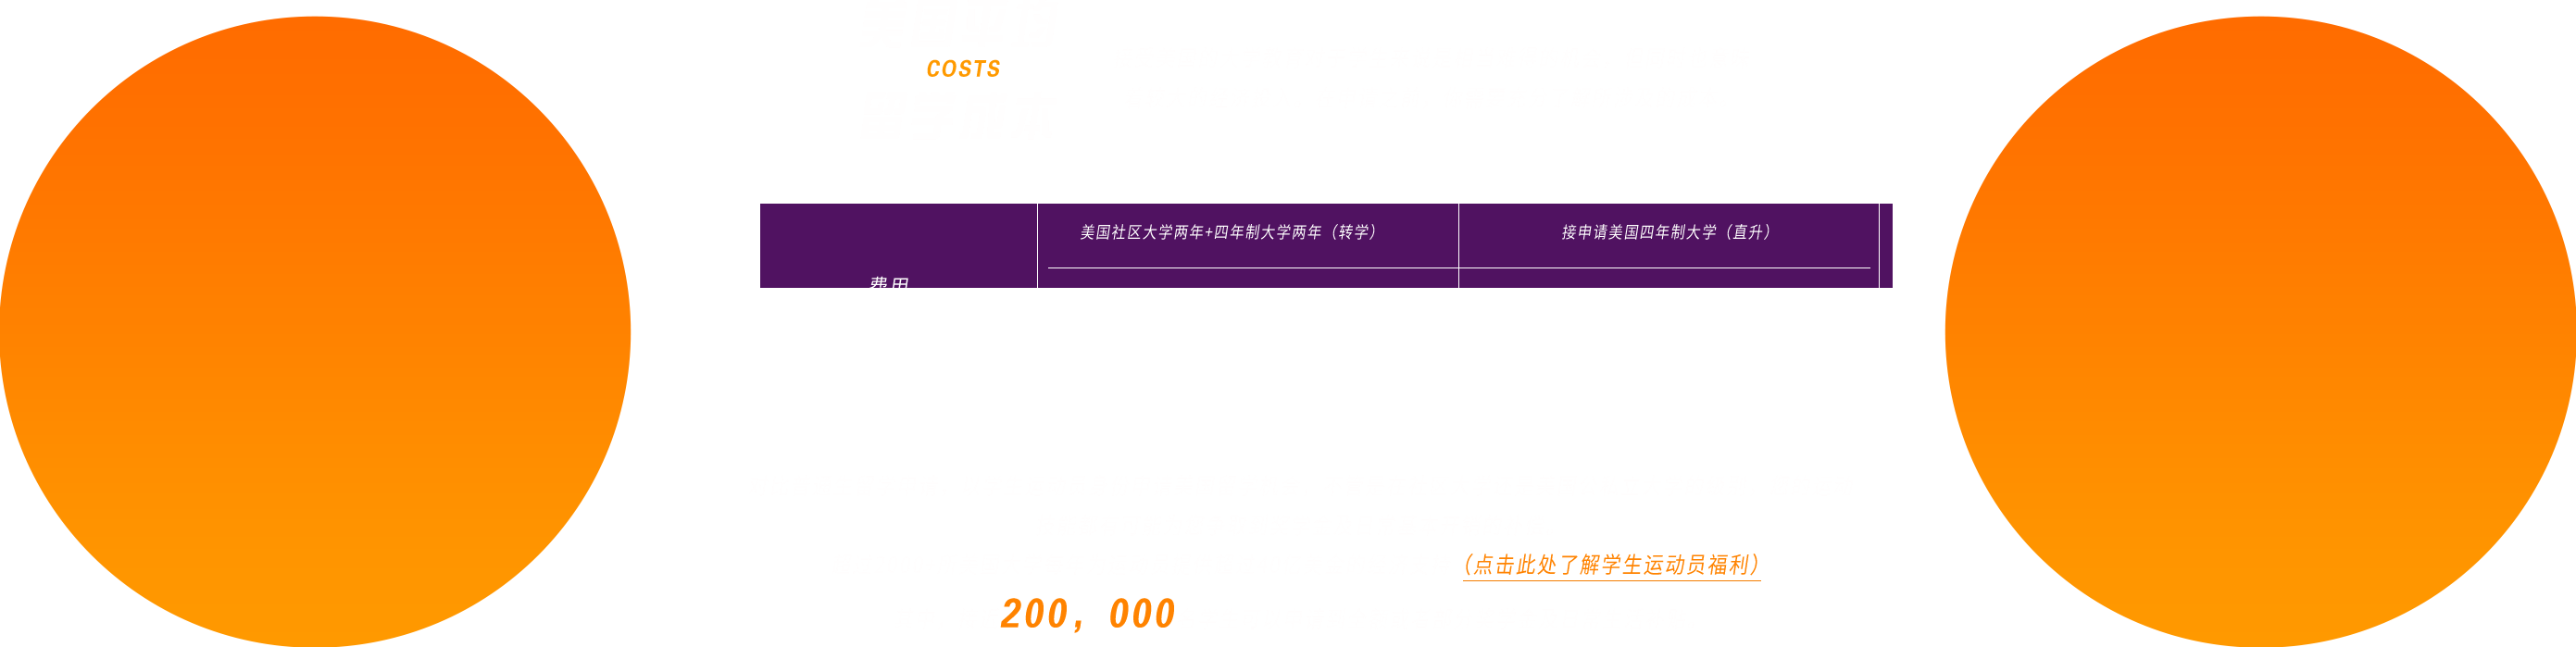 COSTS
美国社区大学两年+四年制大学两年（转学）
接申请美国四年制大学（直升）
费用
（点击此处了解学生运动员福利）
200，000